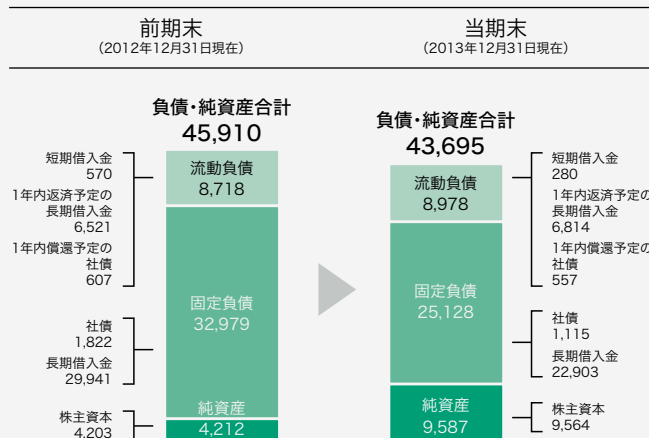 前期末
（2012年12月31日現在）
当期末
（2013年12月31日現在）
負債・純資産合計
45,910
短期借入金
570
1年内返済予定の
長期借入金
6,521
1年内償還予定の
社債
607
社債
1,822
長期借入金
29,941
株主資本
4,203
流動負債
8,718
固定負債
32,979
純資産
4,212
負債・純資産合計
43,695
流動負債
8,978
固定負債
25,128
純資産
9,587
短期借入金
280
1年内返済予定の
長期借入金
6,814
1年内償還予定の
社債
557
社債
1,115
長期借入金
22,903
株主資本
9,564